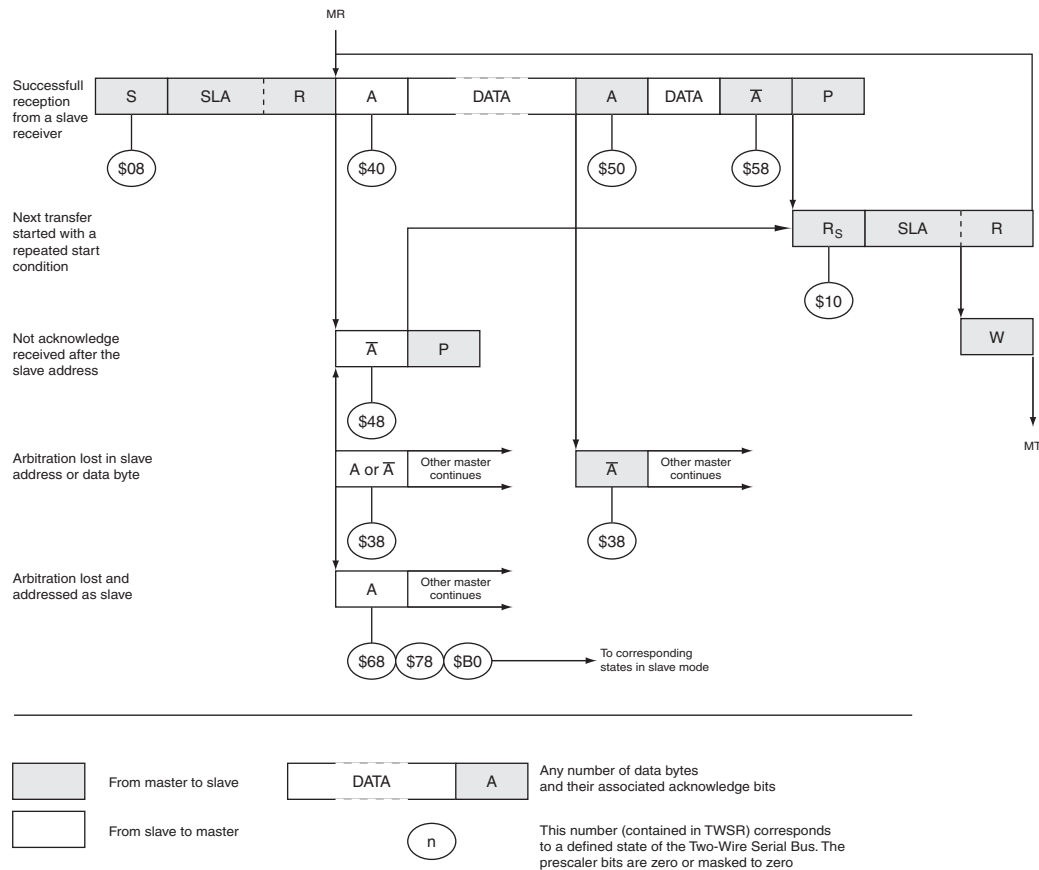 MR
Successfull
reception
from a slave
receiver
S SLA R A DATA A DATA A̅ P
$08 $40 $50 $58
Next transfer
started with a
repeated start
condition
RS SLA R
$10
Not acknowledge
received after the
slave address
A̅ P
W
$48
MT
Arbitration lost in slave
address or data byte
A or A̅ Other master
continues
A̅ Other master
continues
$38 $38
Arbitration lost and
addressed as slave
A Other master
continues
$68 $78 $B0
To corresponding
states in slave mode
From master to slave
DATA A
Any number of data bytes
and their associated acknowledge bits
From slave to master
n
This number (contained in TWSR) corresponds
to a defined state of the Two-Wire Serial Bus. The
prescaler bits are zero or masked to zero